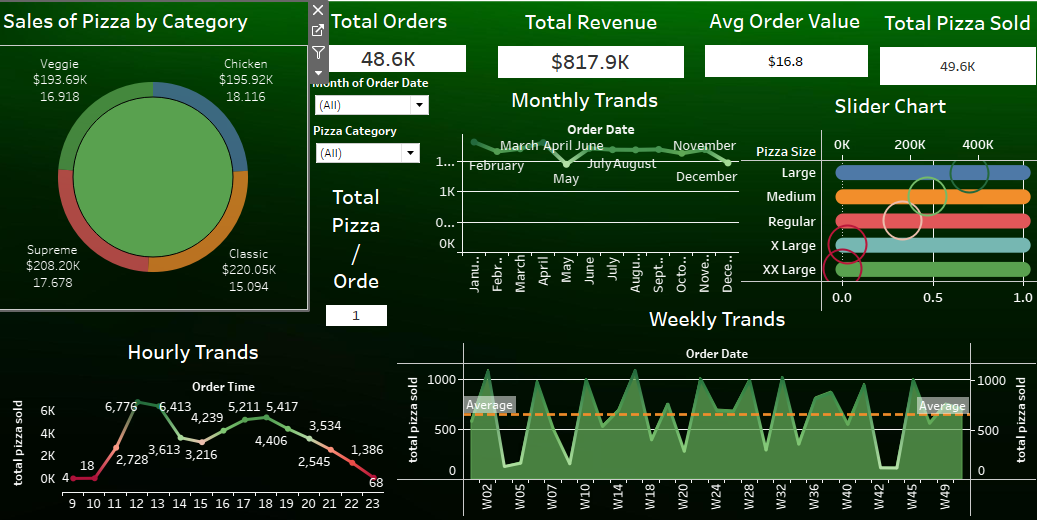 Sales of Pizza by Category
Total Orders
Total Revenue
Avg Order Value
Total Pizza Sold
48.6K
$817.9K
$16.8
49.6K
Veggie
$193.69K
16.918
Chicken
$195.92K
18.116
Supreme
$208.20K
17.678
Classic
$220.05K
15.094
Month of Order Date
(All)
Pizza Category
(All)
Total
Pizza
/
Orde
1
Monthly Trands
Order Date
March April June
November
February
July August
May
December
1...
1K
0...
0K
Janu..
Febr..
March
April
May
June
July
Augu..
Sept..
Octo..
Nove..
Dece..
Slider Chart
Pizza Size
0K 200K 400K
Large
Medium
Regular
X Large
XX Large
0.0 0.5 1.0
Hourly Trands
Order Time
total pizza sold
6K
4K
2K
0K
4
18
2,728
6,776
6,413
3,613
3,216
4,239
5,211
5,417
4,406
3,534
2,545
1,386
68
9 10 11 12 13 14 15 16 17 18 19 20 21 22 23
Weekly Trands
Order Date
total pizza sold
1000
500
0
Average
Average
1000
500
0
total pizza sold
W02
W05
W07
W10
W14
W18
W20
W24
W28
W32
W36
W40
W42
W45
W49